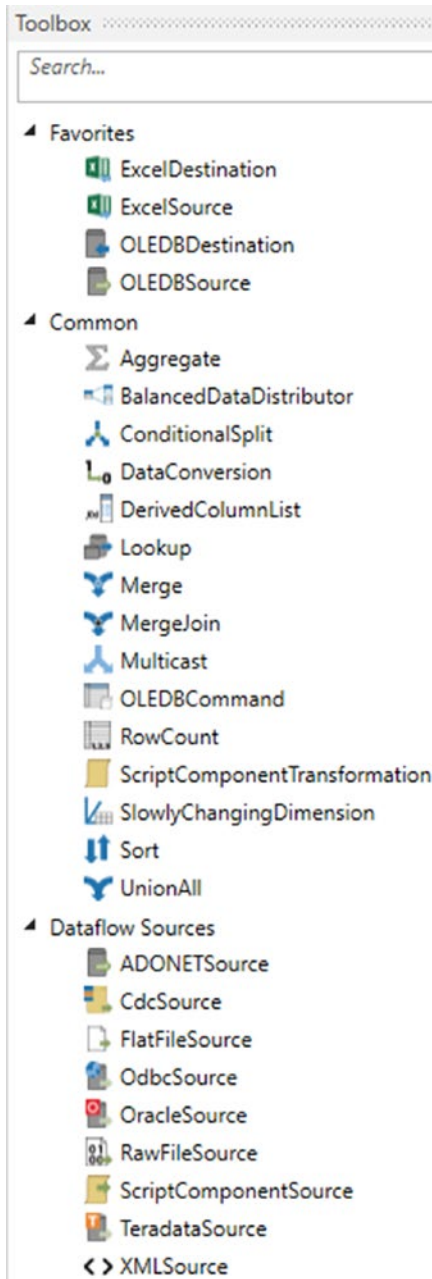 Toolbox
Search...
Favorites
ExcelDestination
ExcelSource
OLEDBDestination
OLEDBSource
Common
Aggregate
BalancedDataDistributor
ConditionalSplit
DataConversion
DerivedColumnList
Lookup
Merge
MergeJoin
Multicast
OLEDBCommand
RowCount
ScriptComponentTransformation
SlowlyChangingDimension
Sort
UnionAll
Dataflow Sources
ADONETSource
CdcSource
FlatFileSource
OdbcSource
OracleSource
RawFileSource
ScriptComponentSource
TeradataSource
XMLSource